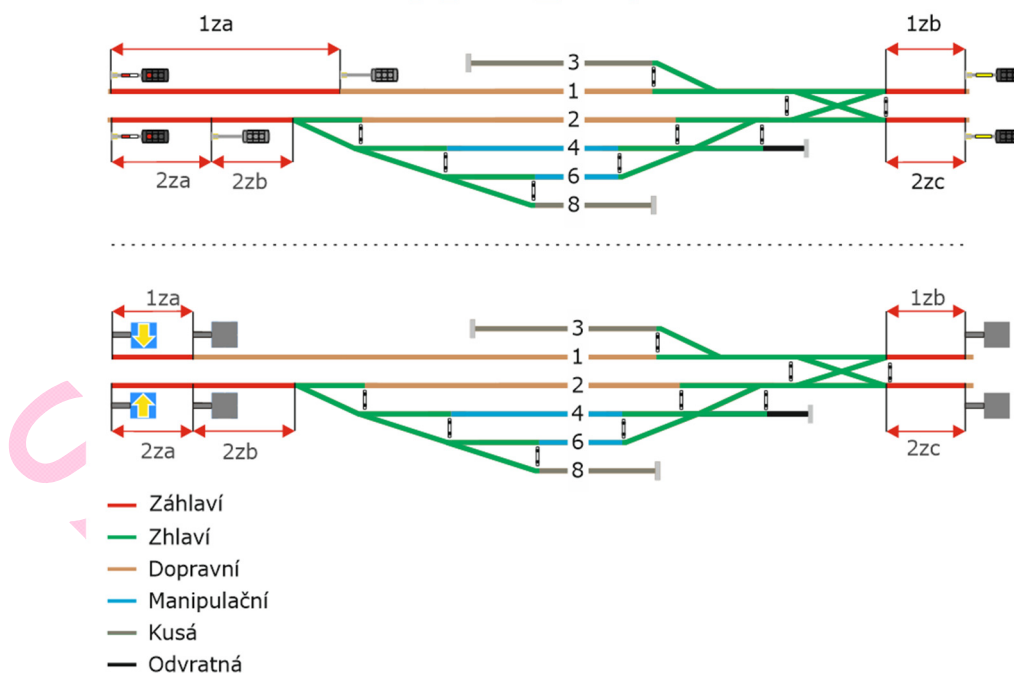 1za
1zb
3
1
2
4
6
8
2za
2zb
2zc
1za
1zb
3
1
2
4
6
8
2za
2zb
2zc
Záhlaví
Zhlaví
Dopravní
Manipulační
Kusá
Odvratná